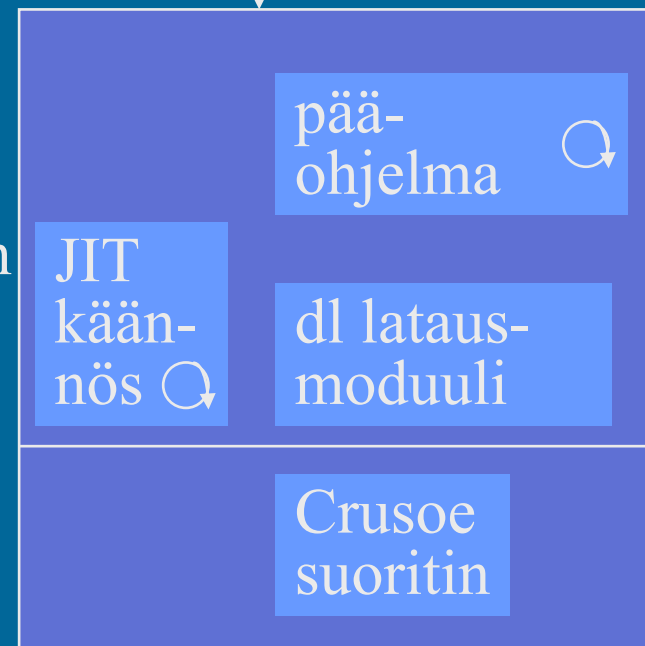 pää-
ohjelma
JIT
kään-
nös
dl lataus-
moduuli
Crusoe
suoritin